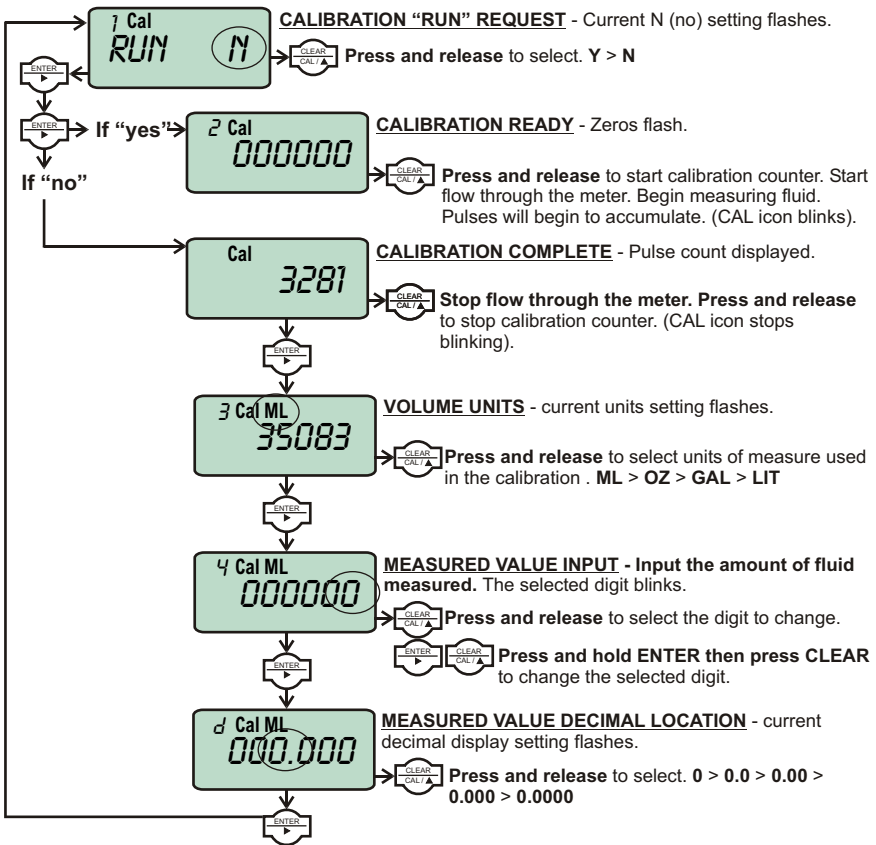 1 Cal
RUN N
CALIBRATION “RUN” REQUEST - Current N (no) setting flashes.
CLEAR
CAL / ▲
Press and release to select. Y > N
ENTER
▶
ENTER
▶
If “yes”
If “no”
2 Cal
000000
CALIBRATION READY - Zeros flash.
CLEAR
CAL / ▲
Press and release to start calibration counter. Start
flow through the meter. Begin measuring fluid.
Pulses will begin to accumulate. (CAL icon blinks).
Cal
3281
CALIBRATION COMPLETE - Pulse count displayed.
CLEAR
CAL / ▲
Stop flow through the meter. Press and release
to stop calibration counter. (CAL icon stops
blinking).
ENTER
▶
3 Cal ML
35083
VOLUME UNITS - current units setting flashes.
CLEAR
CAL / ▲
Press and release to select units of measure used
in the calibration . ML > OZ > GAL > LIT
ENTER
▶
4 Cal ML
000000
MEASURED VALUE INPUT - Input the amount of fluid
measured. The selected digit blinks.
CLEAR
CAL / ▲
Press and release to select the digit to change.
ENTER
▶
CLEAR
CAL / ▲
Press and hold ENTER then press CLEAR
to change the selected digit.
ENTER
▶
d Cal ML
000.000
MEASURED VALUE DECIMAL LOCATION - current
decimal display setting flashes.
CLEAR
CAL / ▲
Press and release to select. 0 > 0.0 > 0.00 >
0.000 > 0.0000
ENTER
▶